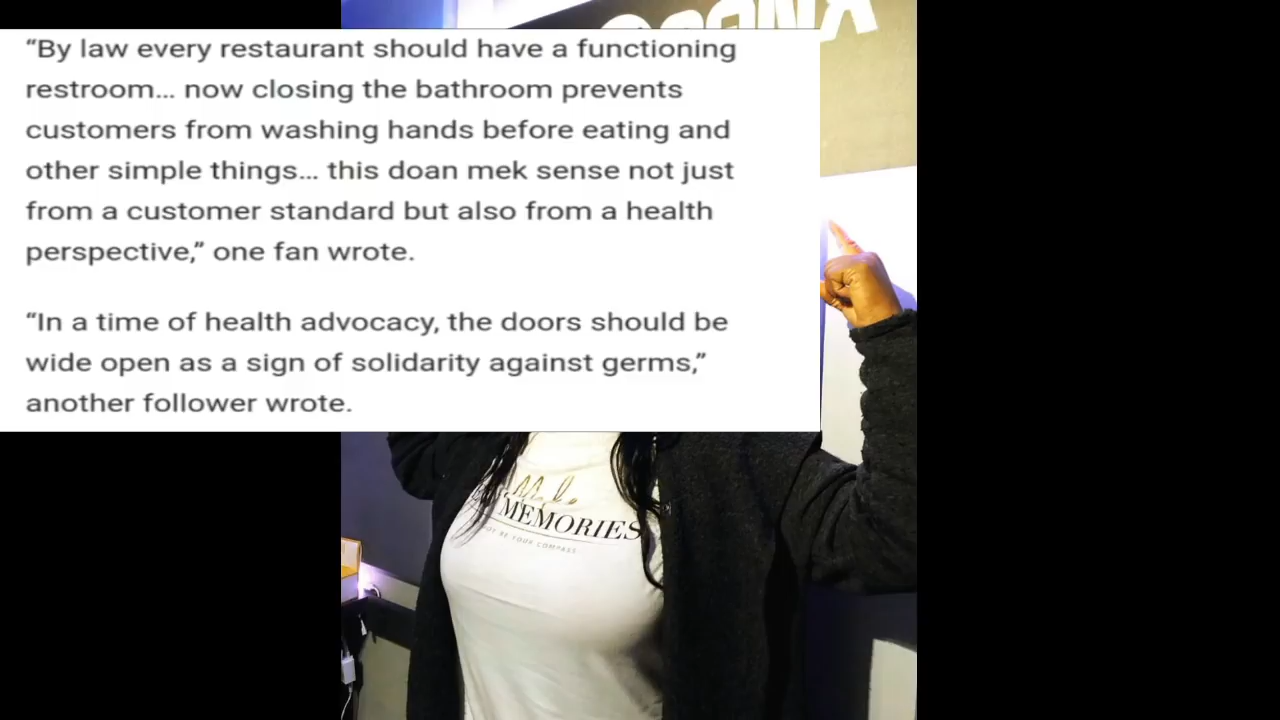 “By law every restaurant should have a functioning
restroom... now closing the bathroom prevents
customers from washing hands before eating and
other simple things... this doan mek sense not just
from a customer standard but also from a health
perspective,” one fan wrote.
“In a time of health advocacy, the doors should be
wide open as a sign of solidarity against germs,”
another follower wrote.
MEMORIES
BE YOUR COMPASS